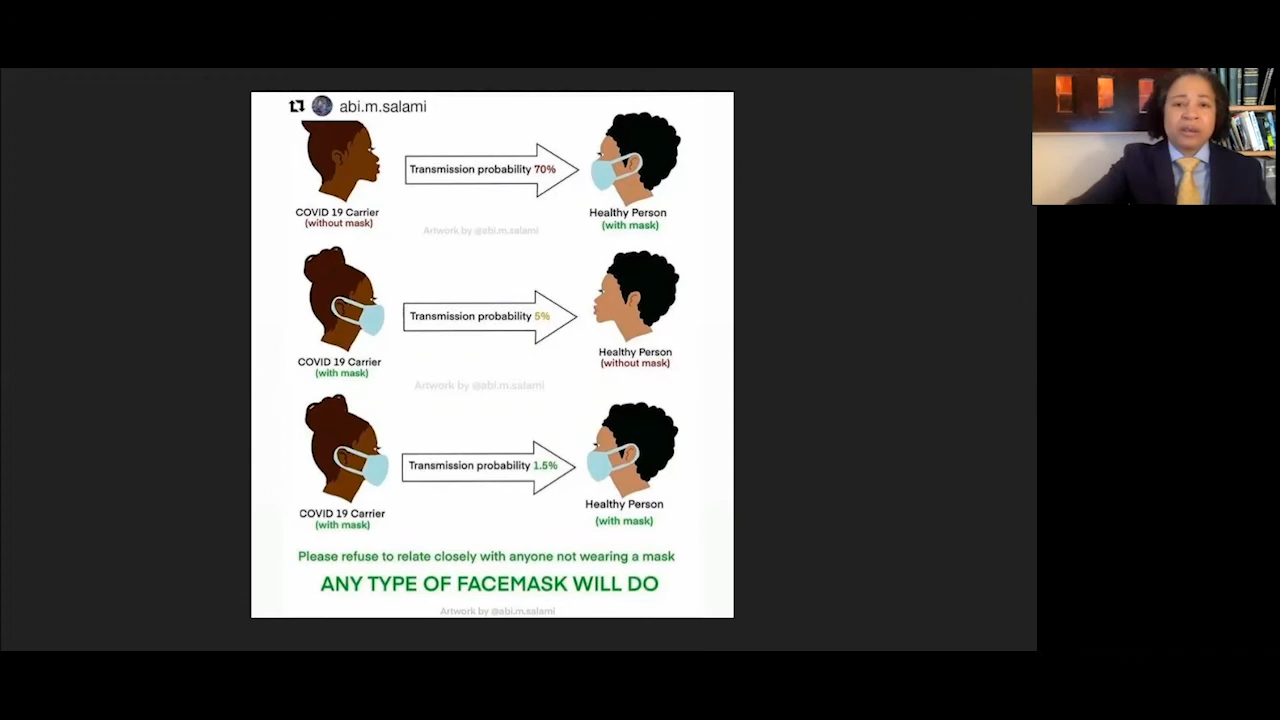 abi.m.salami
Transmission probability 70%
COVID 19 Carrier
(without mask)
Healthy Person
(with mask)
Artwork by @abi.m.salami
Transmission probability 5%
COVID 19 Carrier
(with mask)
Healthy Person
(without mask)
Artwork by @abi.m.salami
Transmission probability 1.5%
COVID 19 Carrier
(with mask)
Healthy Person
(with mask)
Please refuse to relate closely with anyone not wearing a mask
ANY TYPE OF FACEMASK WILL DO
Artwork by @abi.m.salami